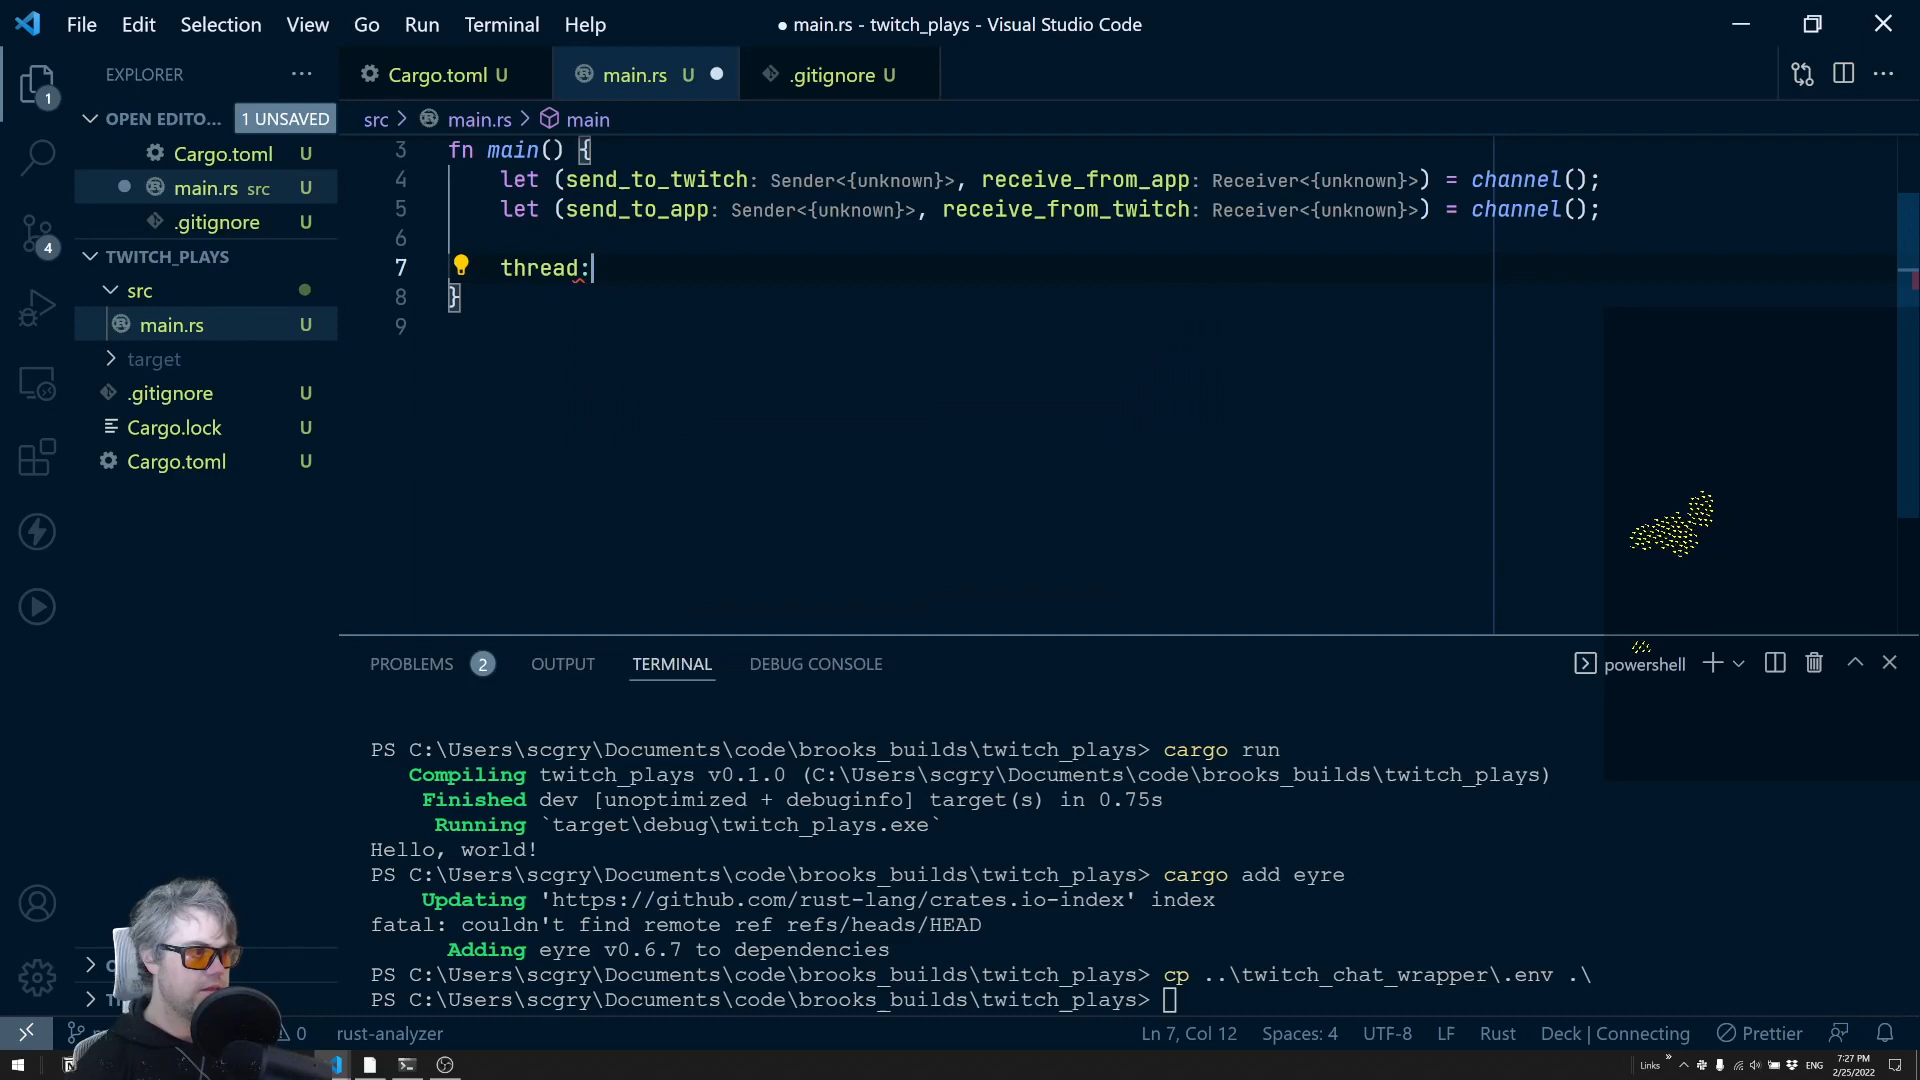 File Edit Selection View Go Run Terminal Help
● main.rs - twitch_plays - Visual Studio Code
EXPLORER
Cargo.toml U
main.rs U
.gitignore U
1
OPEN EDITO... 1 UNSAVED
src > main.rs > main
Cargo.toml U
main.rs src U
.gitignore U
4
TWITCH_PLAYS
src
main.rs U
target
.gitignore U
Cargo.lock U
Cargo.toml U
3 fn main() {
4 let (send_to_twitch: Sender<{unknown}>, receive_from_app: Receiver<{unknown}>) = channel();
5 let (send_to_app: Sender<{unknown}>, receive_from_twitch: Receiver<{unknown}>) = channel();
6
7 thread:
8 }
9
PROBLEMS 2 OUTPUT TERMINAL DEBUG CONSOLE
powershell
PS C:\Users\scgry\Documents\code\brooks_builds\twitch_plays> cargo run
Compiling twitch_plays v0.1.0 (C:\Users\scgry\Documents\code\brooks_builds\twitch_plays)
Finished dev [unoptimized + debuginfo] target(s) in 0.75s
Running `target\debug\twitch_plays.exe`
Hello, world!
PS C:\Users\scgry\Documents\code\brooks_builds\twitch_plays> cargo add eyre
Updating 'https://github.com/rust-lang/crates.io-index' index
fatal: couldn't find remote ref refs/heads/HEAD
Adding eyre v0.6.7 to dependencies
PS C:\Users\scgry\Documents\code\brooks_builds\twitch_plays> cp ..\twitch_chat_wrapper\.env .\
PS C:\Users\scgry\Documents\code\brooks_builds\twitch_plays>
0 rust-analyzer
Ln 7, Col 12 Spaces: 4 UTF-8 LF Rust Deck | Connecting Prettier
Links
ENG
7:27 PM
2/25/2022